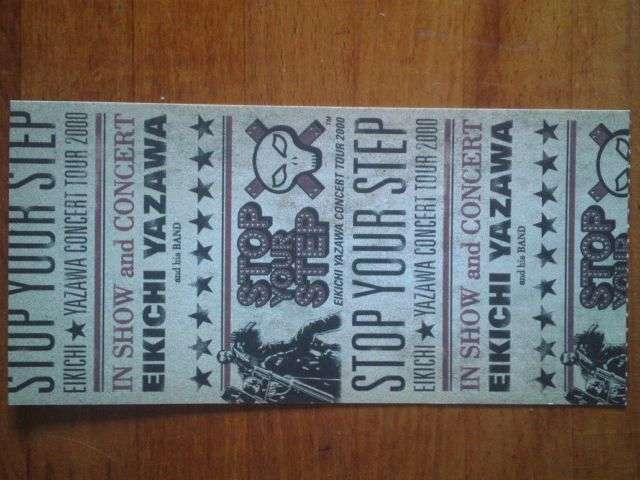 STOP YOUR STEP
EIKICHI ★ YAZAWA CONCERT TOUR 2000
IN SHOW and CONCERT
EIKICHI YAZAWA
and his BAND
★★★★★★★★
STOP
YOUR
STEP
TM
EIKICHI YAZAWA CONCERT TOUR 2000
STOP YOUR STEP
EIKICHI ★ YAZAWA CONCERT TOUR 2000
IN SHOW and CONCERT
EIKICHI YAZAWA
and his BAND
★★★★★★★★
STOP
YOUR